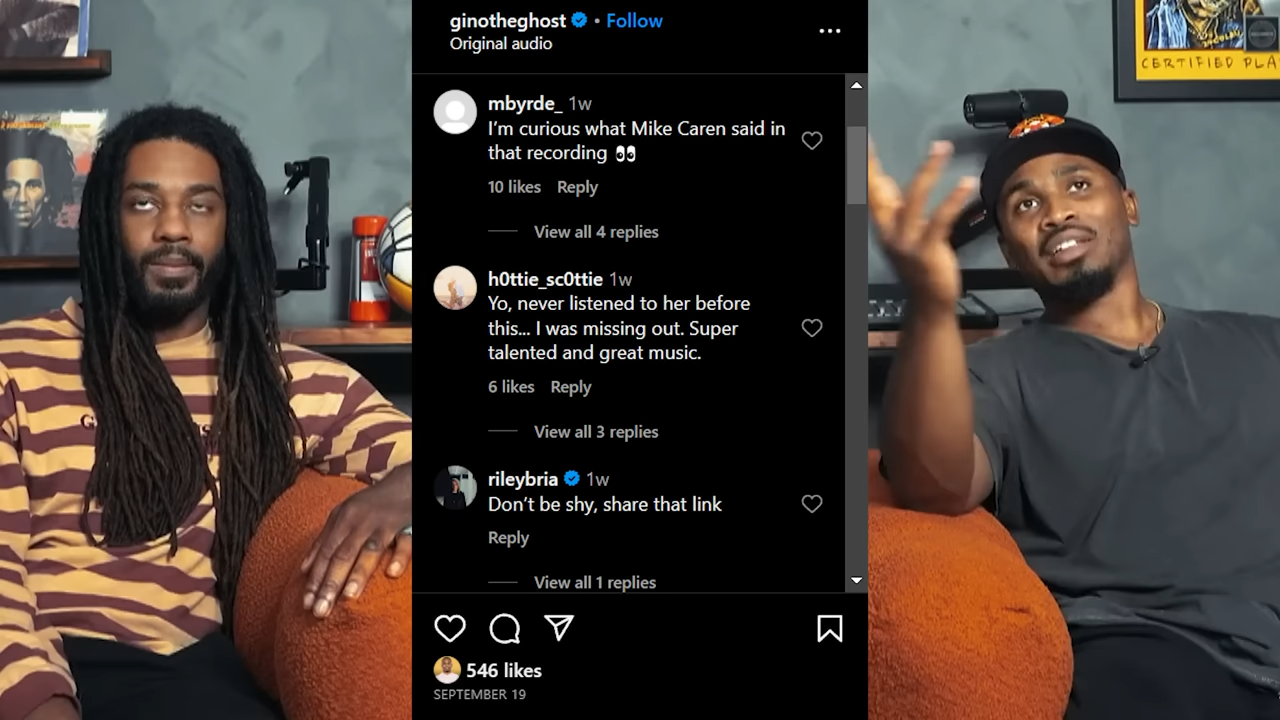 ginotheghost • Follow
Original audio
mbyrde_ 1w
I'm curious what Mike Caren said in
that recording 👀
10 likes Reply
View all 4 replies
h0ttie_sc0ttie 1w
Yo, never listened to her before
this... I was missing out. Super
talented and great music.
6 likes Reply
View all 3 replies
rileybria 1w
Don't be shy, share that link
Reply
View all 1 replies
546 likes
SEPTEMBER 19
CERTIFIED PLA